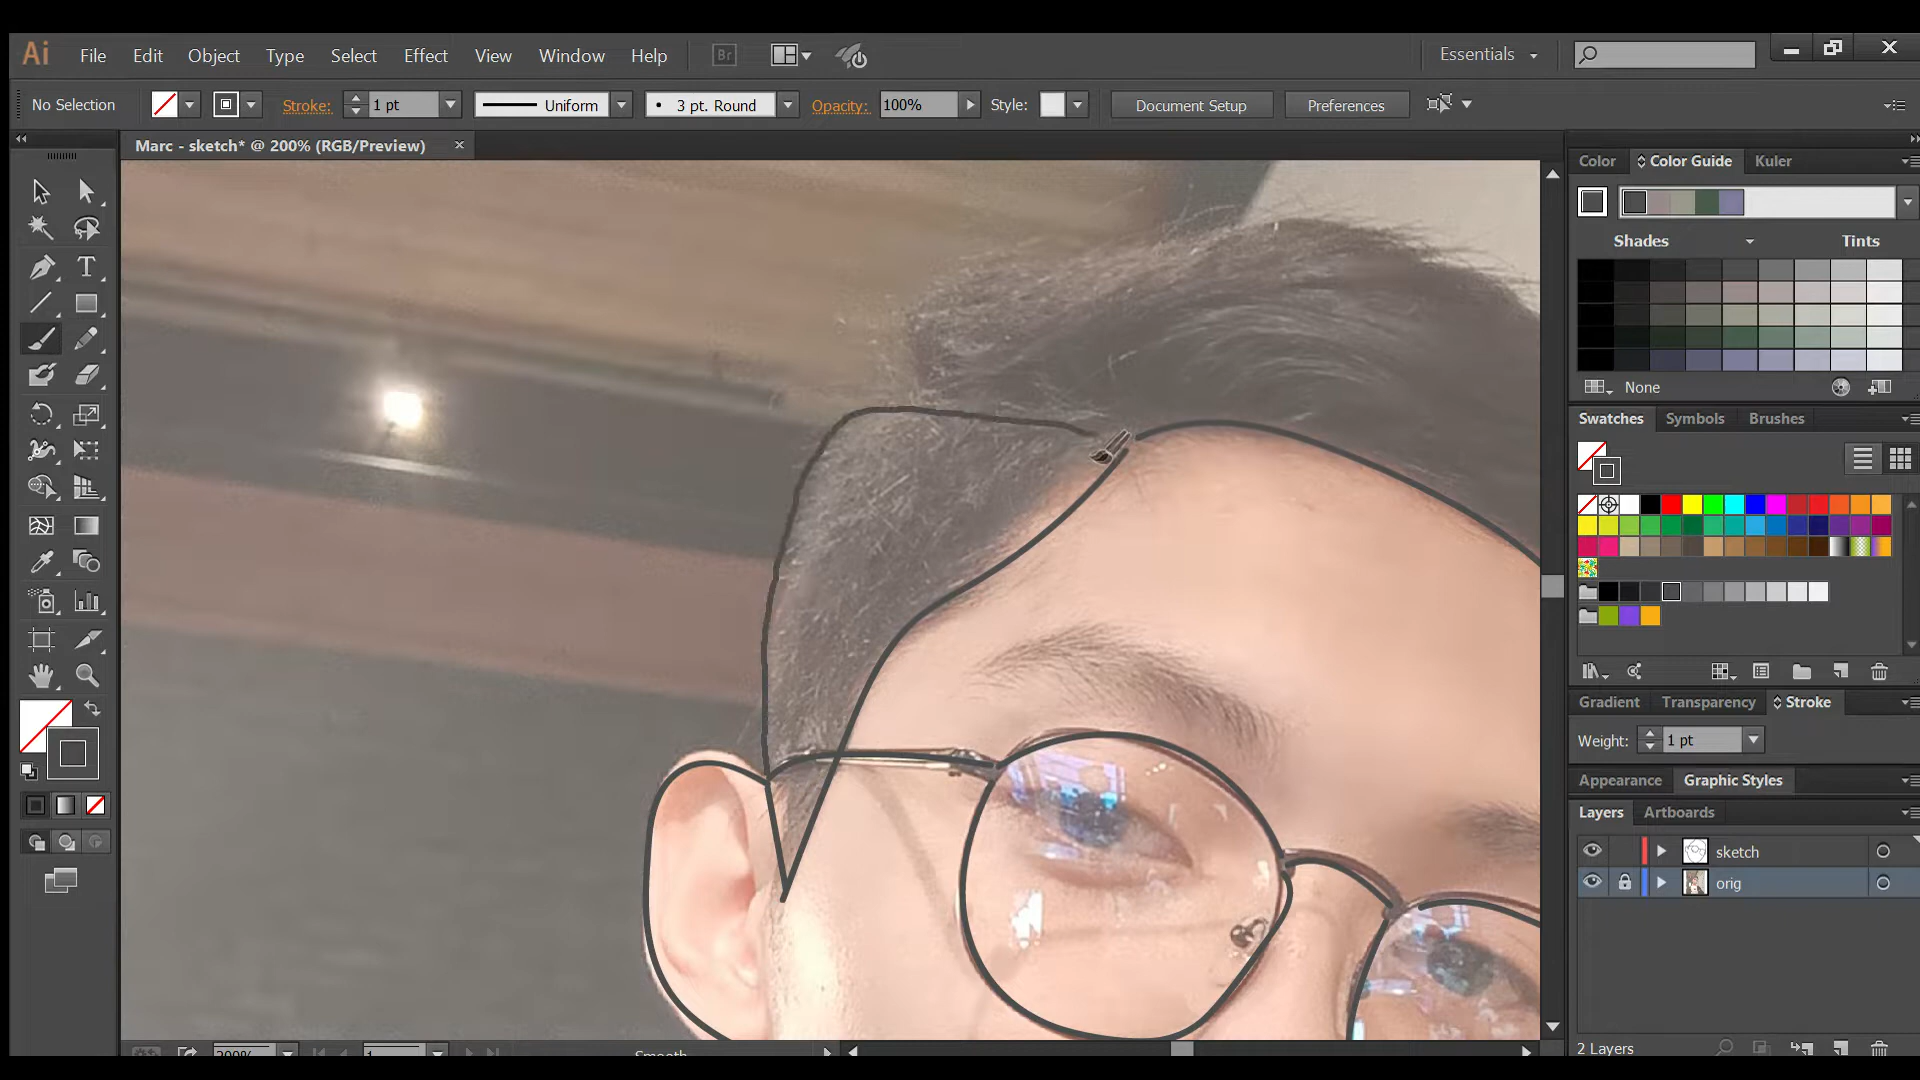 Ai File Edit Object Type Select Effect View Window Help Br Essentials
No Selection Stroke: 1 pt Uniform 3 pt. Round Opacity: 100% Style: Document Setup Preferences
Marc - sketch* @ 200% (RGB/Preview)
Color Color Guide Kuler
Shades Tints
None
Swatches Symbols Brushes
Gradient Transparency Stroke
Weight: 1 pt
Appearance Graphic Styles
Layers Artboards
sketch
orig
200% 1 Smooth
2 Layers